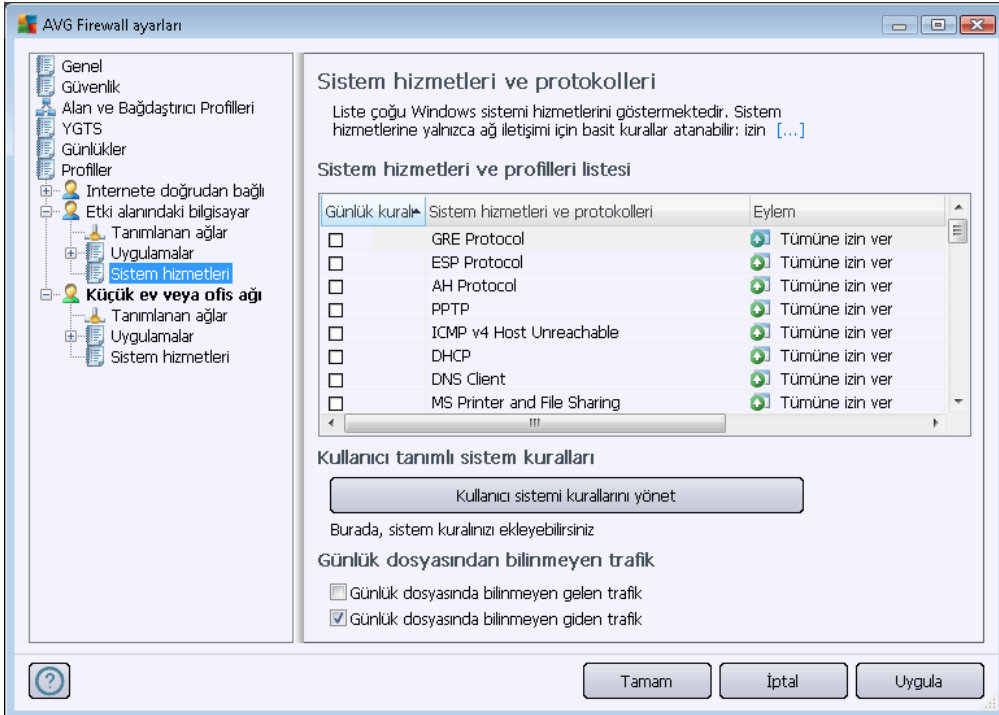 AVG Firewall ayarları
Genel
Güvenlik
Alan ve Bağdaştırıcı Profilleri
YGTS
Günlükler
Profiller
Internete doğrudan bağlı
Etki alanındaki bilgisayar
Tanımlanan ağlar
Uygulamalar
Sistem hizmetleri
Küçük ev veya ofis ağı
Tanımlanan ağlar
Uygulamalar
Sistem hizmetleri
Sistem hizmetleri ve protokolleri
Liste çoğu Windows sistemi hizmetlerini göstermektedir. Sistem
hizmetlerine yalnızca ağ iletişimi için basit kurallar atanabilir: izin [...]
Sistem hizmetleri ve profilleri listesi
Günlük kural Sistem hizmetleri ve protokolleri Eylem
GRE Protocol Tümüne izin ver
ESP Protocol Tümüne izin ver
AH Protocol Tümüne izin ver
PPTP Tümüne izin ver
ICMP v4 Host Unreachable Tümüne izin ver
DHCP Tümüne izin ver
DNS Client Tümüne izin ver
MS Printer and File Sharing Tümüne izin ver
Kullanıcı tanımlı sistem kuralları
Kullanıcı sistemi kurallarını yönet
Burada, sistem kuralınızı ekleyebilirsiniz
Günlük dosyasından bilinmeyen trafik
Günlük dosyasında bilinmeyen gelen trafik
Günlük dosyasında bilinmeyen giden trafik
Tamam
İptal
Uygula